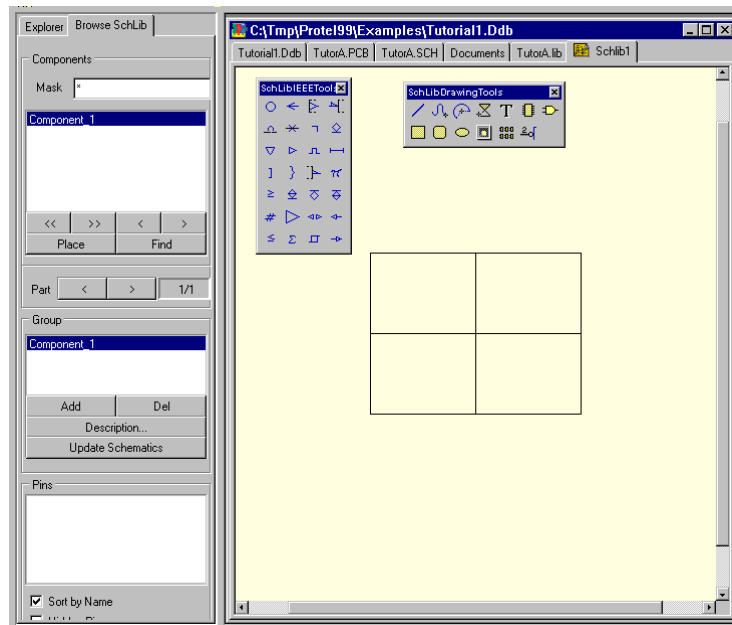 Explorer Browse SchLib
Components
Mask *
Component_1
<< >> < >
Place Find
Part < > 1/1
Group
Component_1
Add Del
Description...
Update Schematics
Pins
Sort by Name
C:\Tmp\Protel99\Examples\Tutorial1.Ddb
Tutorial1.Ddb TutorA.PCB TutorA.SCH Documents TutorA.lib Schlib1
SchLibIEEETools
SchLibDrawingTools
T